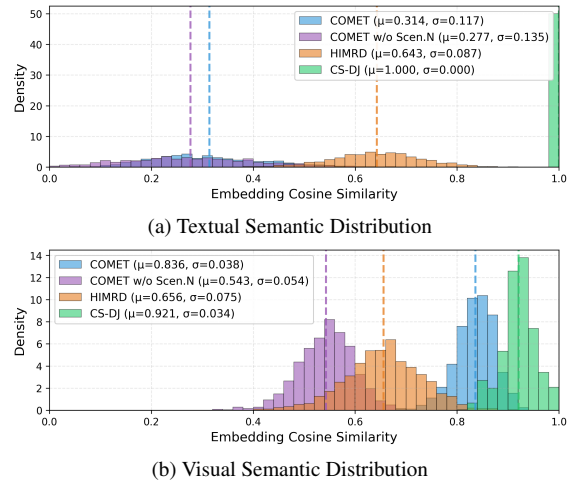 50
40
30
20
10
0
Density
COMET (μ=0.314, σ=0.117)
COMET w/o Scen.N (μ=0.277, σ=0.135)
HIMRD (μ=0.643, σ=0.087)
CS-DJ (μ=1.000, σ=0.000)
0.0 0.2 0.4 0.6 0.8 1.0
Embedding Cosine Similarity
(a) Textual Semantic Distribution
14
12
10
8
6
4
2
0
Density
COMET (μ=0.836, σ=0.038)
COMET w/o Scen.N (μ=0.543, σ=0.054)
HIMRD (μ=0.656, σ=0.075)
CS-DJ (μ=0.921, σ=0.034)
0.0 0.2 0.4 0.6 0.8 1.0
Embedding Cosine Similarity
(b) Visual Semantic Distribution